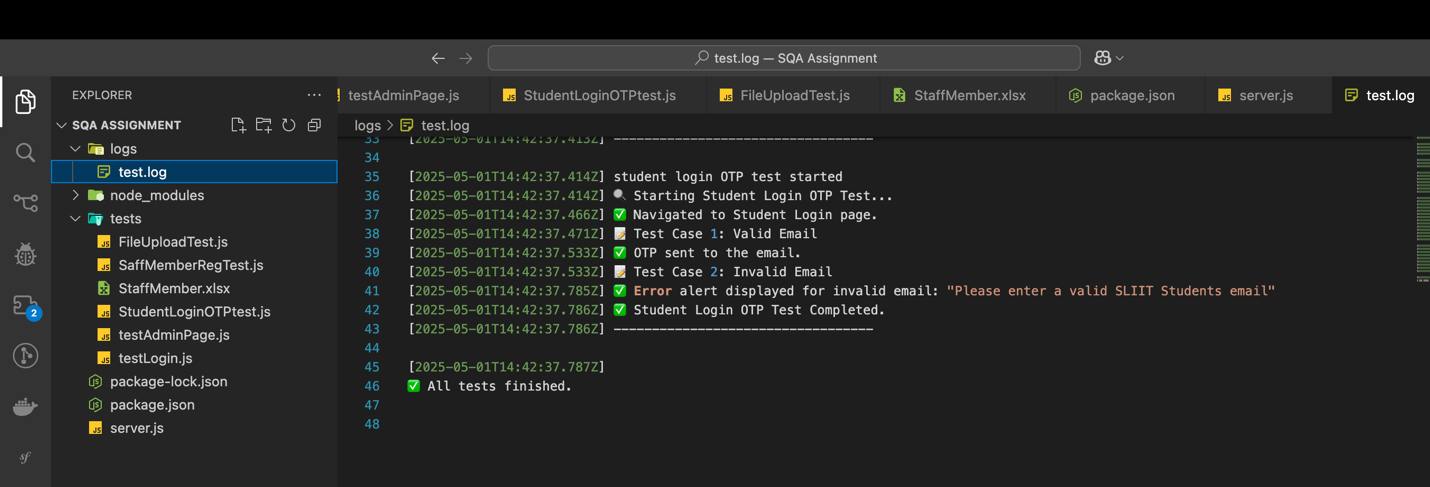 test.log — SQA Assignment
EXPLORER
testAdminPage.js
StudentLoginOTPtest.js
FileUploadTest.js
StaffMember.xlsx
package.json
server.js
test.log
SQA ASSIGNMENT
logs
test.log
node_modules
tests
FileUploadTest.js
SaffMemberRegTest.js
StaffMember.xlsx
StudentLoginOTPtest.js
testAdminPage.js
testLogin.js
package-lock.json
package.json
server.js
2
logs > test.log
33 [2025-05-01T14:42:37.413Z] ----------------------------------
34
35 [2025-05-01T14:42:37.414Z] student login OTP test started
36 [2025-05-01T14:42:37.414Z] 🔍 Starting Student Login OTP Test...
37 [2025-05-01T14:42:37.466Z] ✅ Navigated to Student Login page.
38 [2025-05-01T14:42:37.471Z] 📝 Test Case 1: Valid Email
39 [2025-05-01T14:42:37.533Z] ✅ OTP sent to the email.
40 [2025-05-01T14:42:37.533Z] 📝 Test Case 2: Invalid Email
41 [2025-05-01T14:42:37.785Z] ✅ Error alert displayed for invalid email: "Please enter a valid SLIIT Students email"
42 [2025-05-01T14:42:37.786Z] ✅ Student Login OTP Test Completed.
43 [2025-05-01T14:42:37.786Z] ----------------------------------
44
45 [2025-05-01T14:42:37.787Z]
46 ✅ All tests finished.
47
48